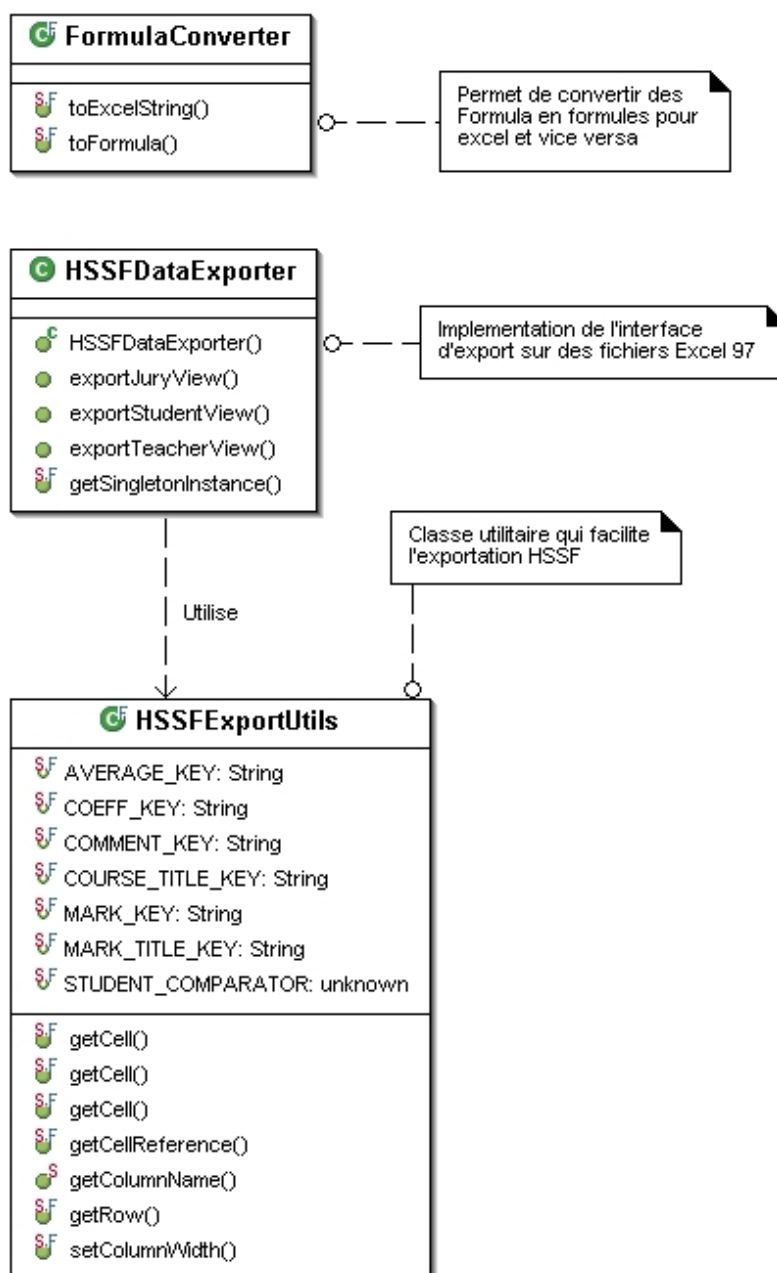 FormulaConverter
toExcelString()
toFormula()
Permet de convertir des
Formula en formules pour
excel et vice versa
HSSFDataExporter
HSSFDataExporter()
exportJuryView()
exportStudentView()
exportTeacherView()
getSingletonInstance()
Implementation de l'interface
d'export sur des fichiers Excel 97
Classe utilitaire qui facilite
l'exportation HSSF
Utilise
HSSFExportUtils
AVERAGE_KEY: String
COEFF_KEY: String
COMMENT_KEY: String
COURSE_TITLE_KEY: String
MARK_KEY: String
MARK_TITLE_KEY: String
STUDENT_COMPARATOR: unknown
getCell()
getCell()
getCell()
getCellReference()
getColumnName()
getRow()
setColumnWidth()